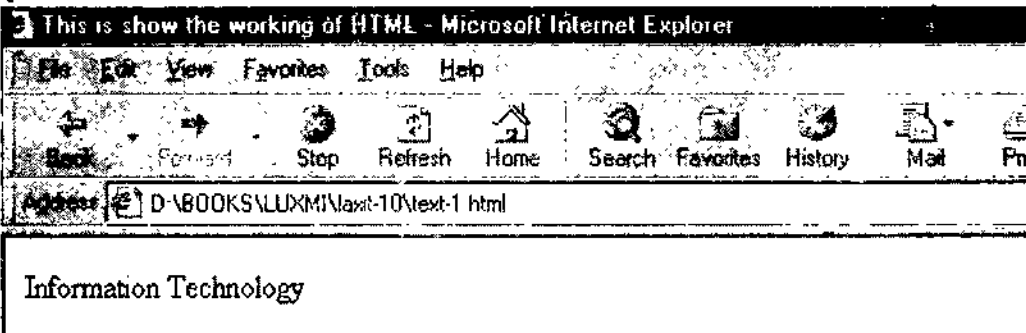 This is show the working of HTML - Microsoft Internet Explorer
File Edit View Favorites Tools Help
Back Forward Stop Refresh Home Search Favorites History Mail
Address D:\BOOKS\LUXMI\laxit-10\text-1 html
Information Technology